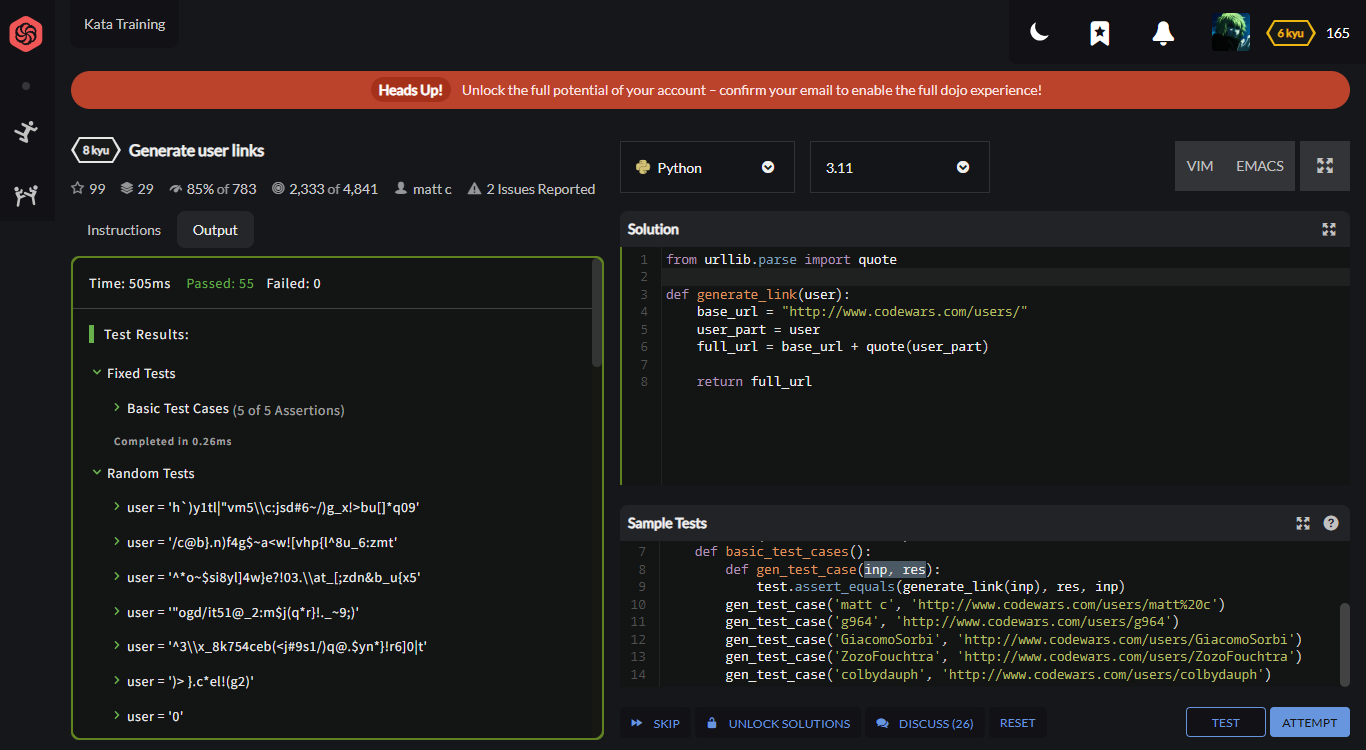 Kata Training
6 kyu 165
Heads Up! Unlock the full potential of your account – confirm your email to enable the full dojo experience!
8 kyu Generate user links
99 29 85% of 783 2,333 of 4,841 matt c 2 Issues Reported
Instructions Output
Time: 505ms Passed: 55 Failed: 0
Test Results:
Fixed Tests
Basic Test Cases (5 of 5 Assertions)
Completed in 0.26ms
Random Tests
user = 'h`)y1tl|"vm5\\c:jsd#6~/)g_x!>bu[]*q09'
user = '/c@b}.n)f4g$~a<w![vhp{l^8u_6:zmt'
user = '^*o~$si8yl]4w}e?!03.\\at_[;zdn&b_u{x5'
user = '"ogd/it51@_2:m$j(q*r}!._~9;)'
user = '^3\\x_8k754ceb(<j#9s1/)q@.$yn*}!r6]0|t'
user = ')> }.c*el!(g2)'
user = '0'
Python 3.11 VIM EMACS
Solution
1 from urllib.parse import quote
2
3 def generate_link(user):
4 base_url = "http://www.codewars.com/users/"
5 user_part = user
6 full_url = base_url + quote(user_part)
7
8 return full_url
Sample Tests
7 def basic_test_cases():
8 def gen_test_case(inp, res):
9 test.assert_equals(generate_link(inp), res, inp)
10 gen_test_case('matt c', 'http://www.codewars.com/users/matt%20c')
11 gen_test_case('g964', 'http://www.codewars.com/users/g964')
12 gen_test_case('GiacomoSorbi', 'http://www.codewars.com/users/GiacomoSorbi')
13 gen_test_case('ZozoFouchtra', 'http://www.codewars.com/users/ZozoFouchtra')
14 gen_test_case('colbydauph', 'http://www.codewars.com/users/colbydauph')
SKIP UNLOCK SOLUTIONS DISCUSS (26) RESET TEST ATTEMPT